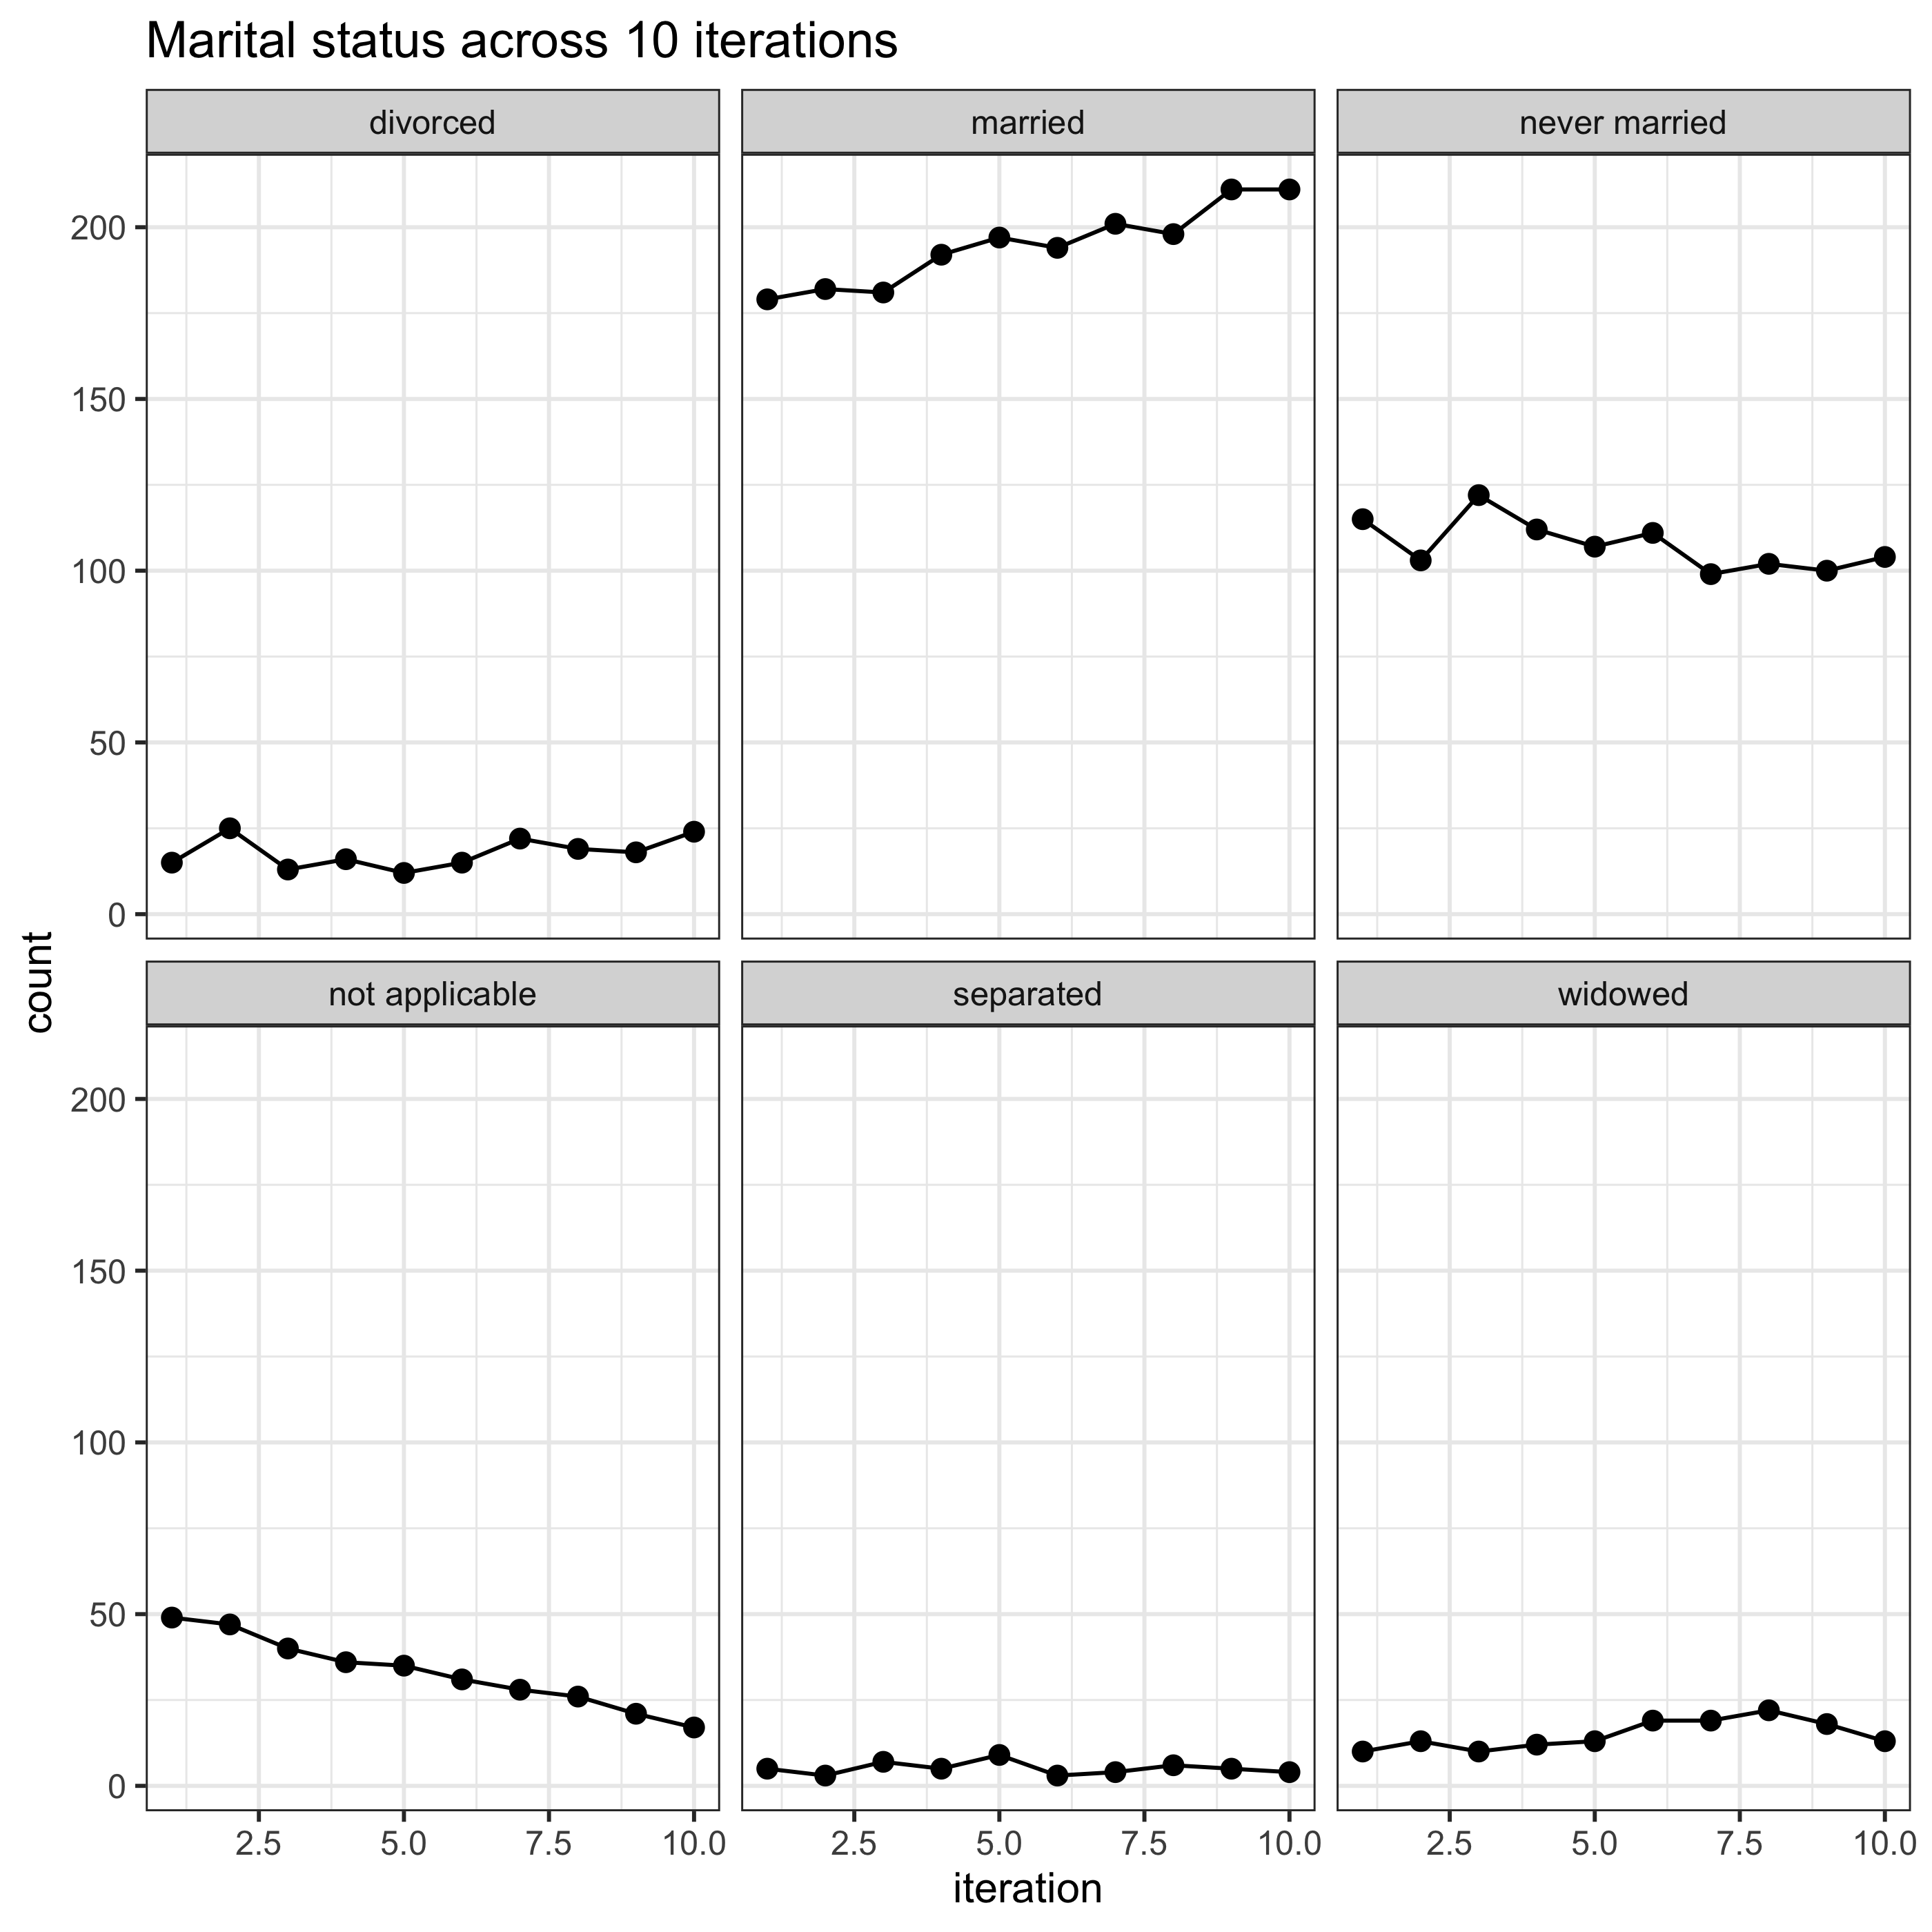 Marital status across 10 iterations
divorced
married
never married
200
150
100
50
0
count
not applicable
separated
widowed
200
150
100
50
0
2.5 5.0 7.5 10.0 2.5 5.0 7.5 10.0 2.5 5.0 7.5 10.0
iteration